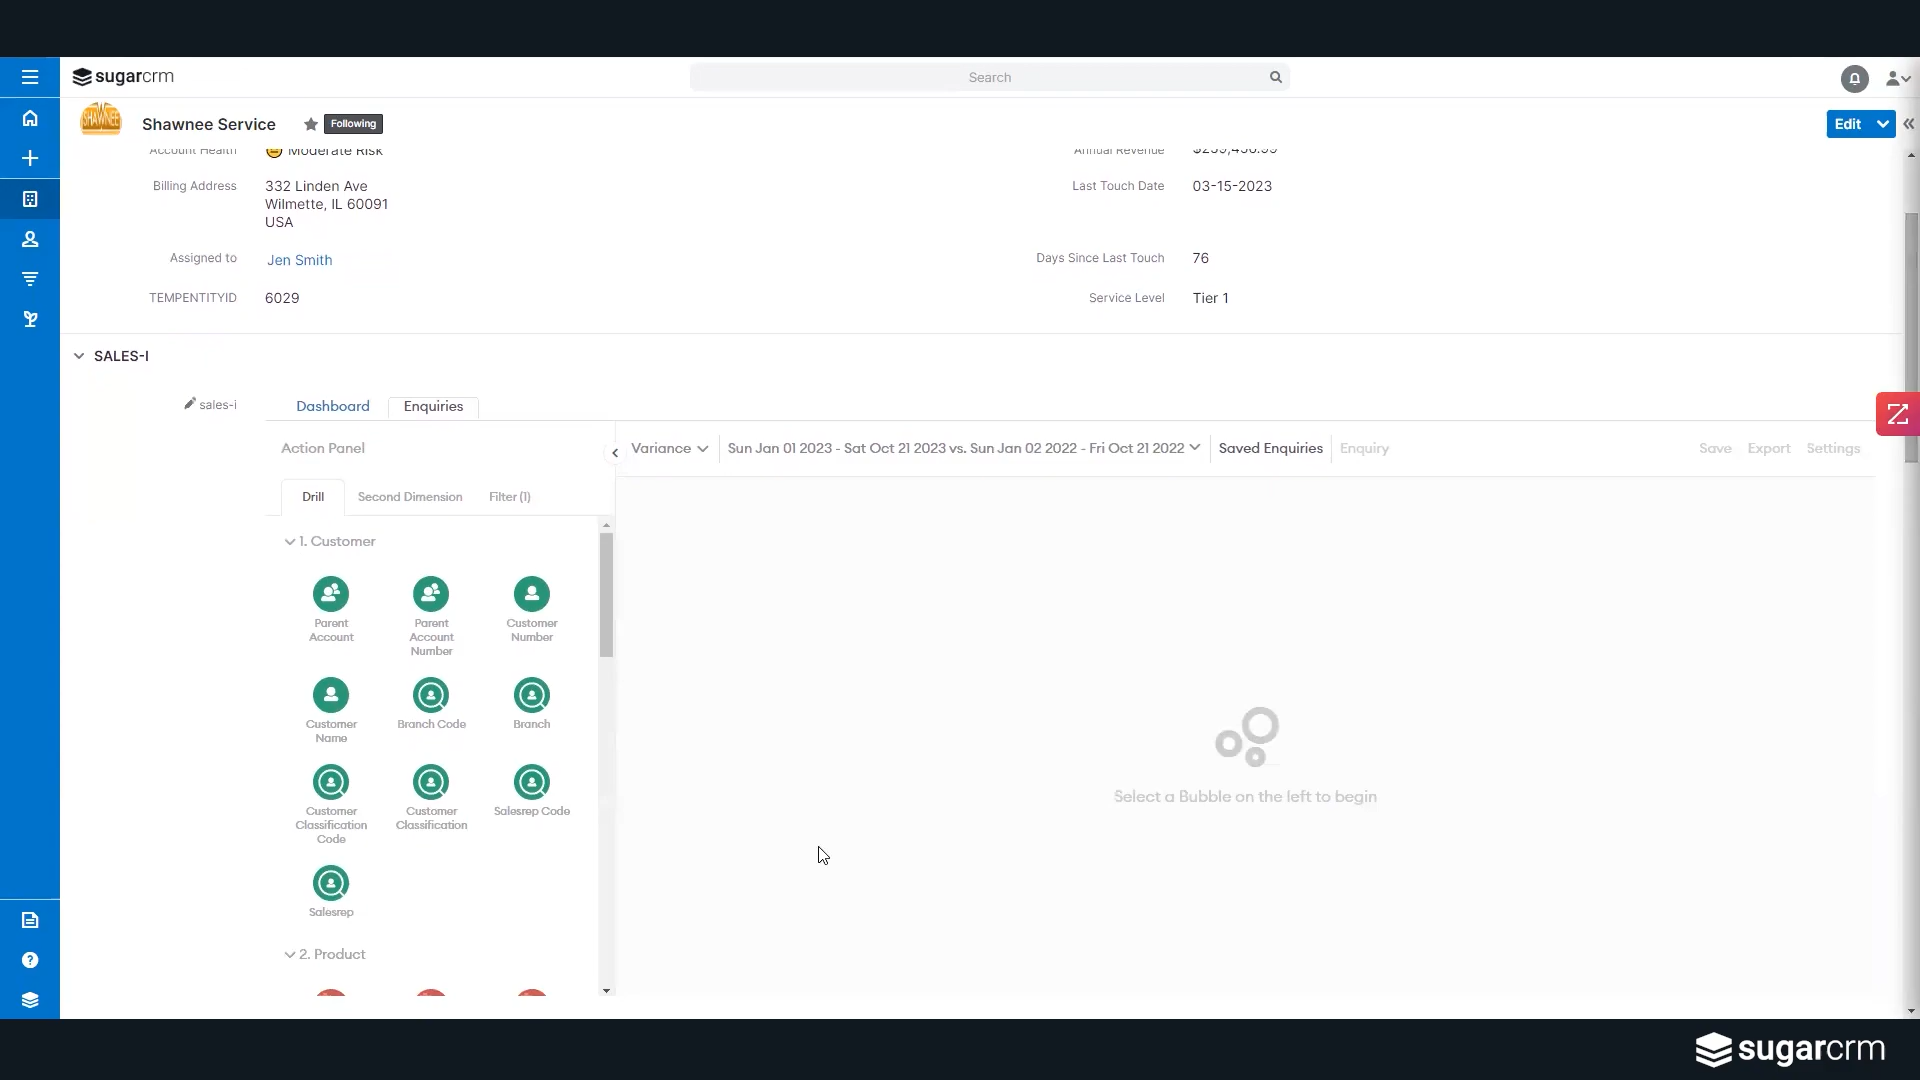 sugarcrm
Search
SHAWNEE
Shawnee Service
Following
Edit
Account Health
Moderate Risk
Annual Revenue
Billing Address
332 Linden Ave
Wilmette, IL 60091
USA
Last Touch Date
03-15-2023
Assigned to
Jen Smith
Days Since Last Touch
76
TEMPENTITYID
6029
Service Level
Tier 1
SALES-I
sales-i
Dashboard
Enquiries
Action Panel
Variance
Sun Jan 01 2023 - Sat Oct 21 2023 vs. Sun Jan 02 2022 - Fri Oct 21 2022
Saved Enquiries
Enquiry
Save
Export
Settings
Drill
Second Dimension
Filter (1)
1. Customer
Parent
Account
Parent
Account
Number
Customer
Number
Customer
Name
Branch Code
Branch
Customer
Classification
Code
Customer
Classification
Salesrep Code
Salesrep
2. Product
Select a Bubble on the left to begin
sugarcrm